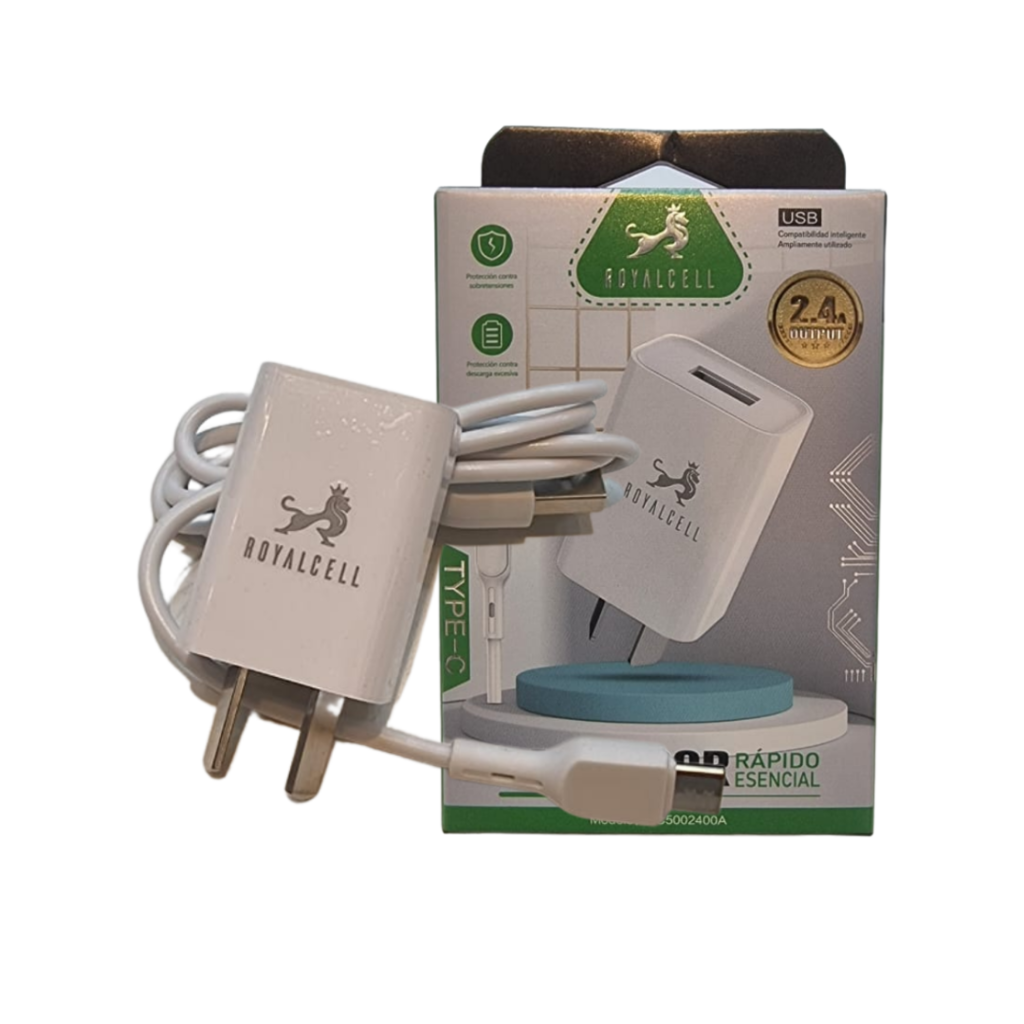 USB
Compatibilidad inteligente
Ampliamente utilizado
ROYALCELL
Protección contra
sobretensiones
2.4A
OUTPUT
Protección contra
descarga excesiva
ROYALCELL
ROYALCELL
TYPE-C
RÁPIDO
ESENCIAL
5002400A